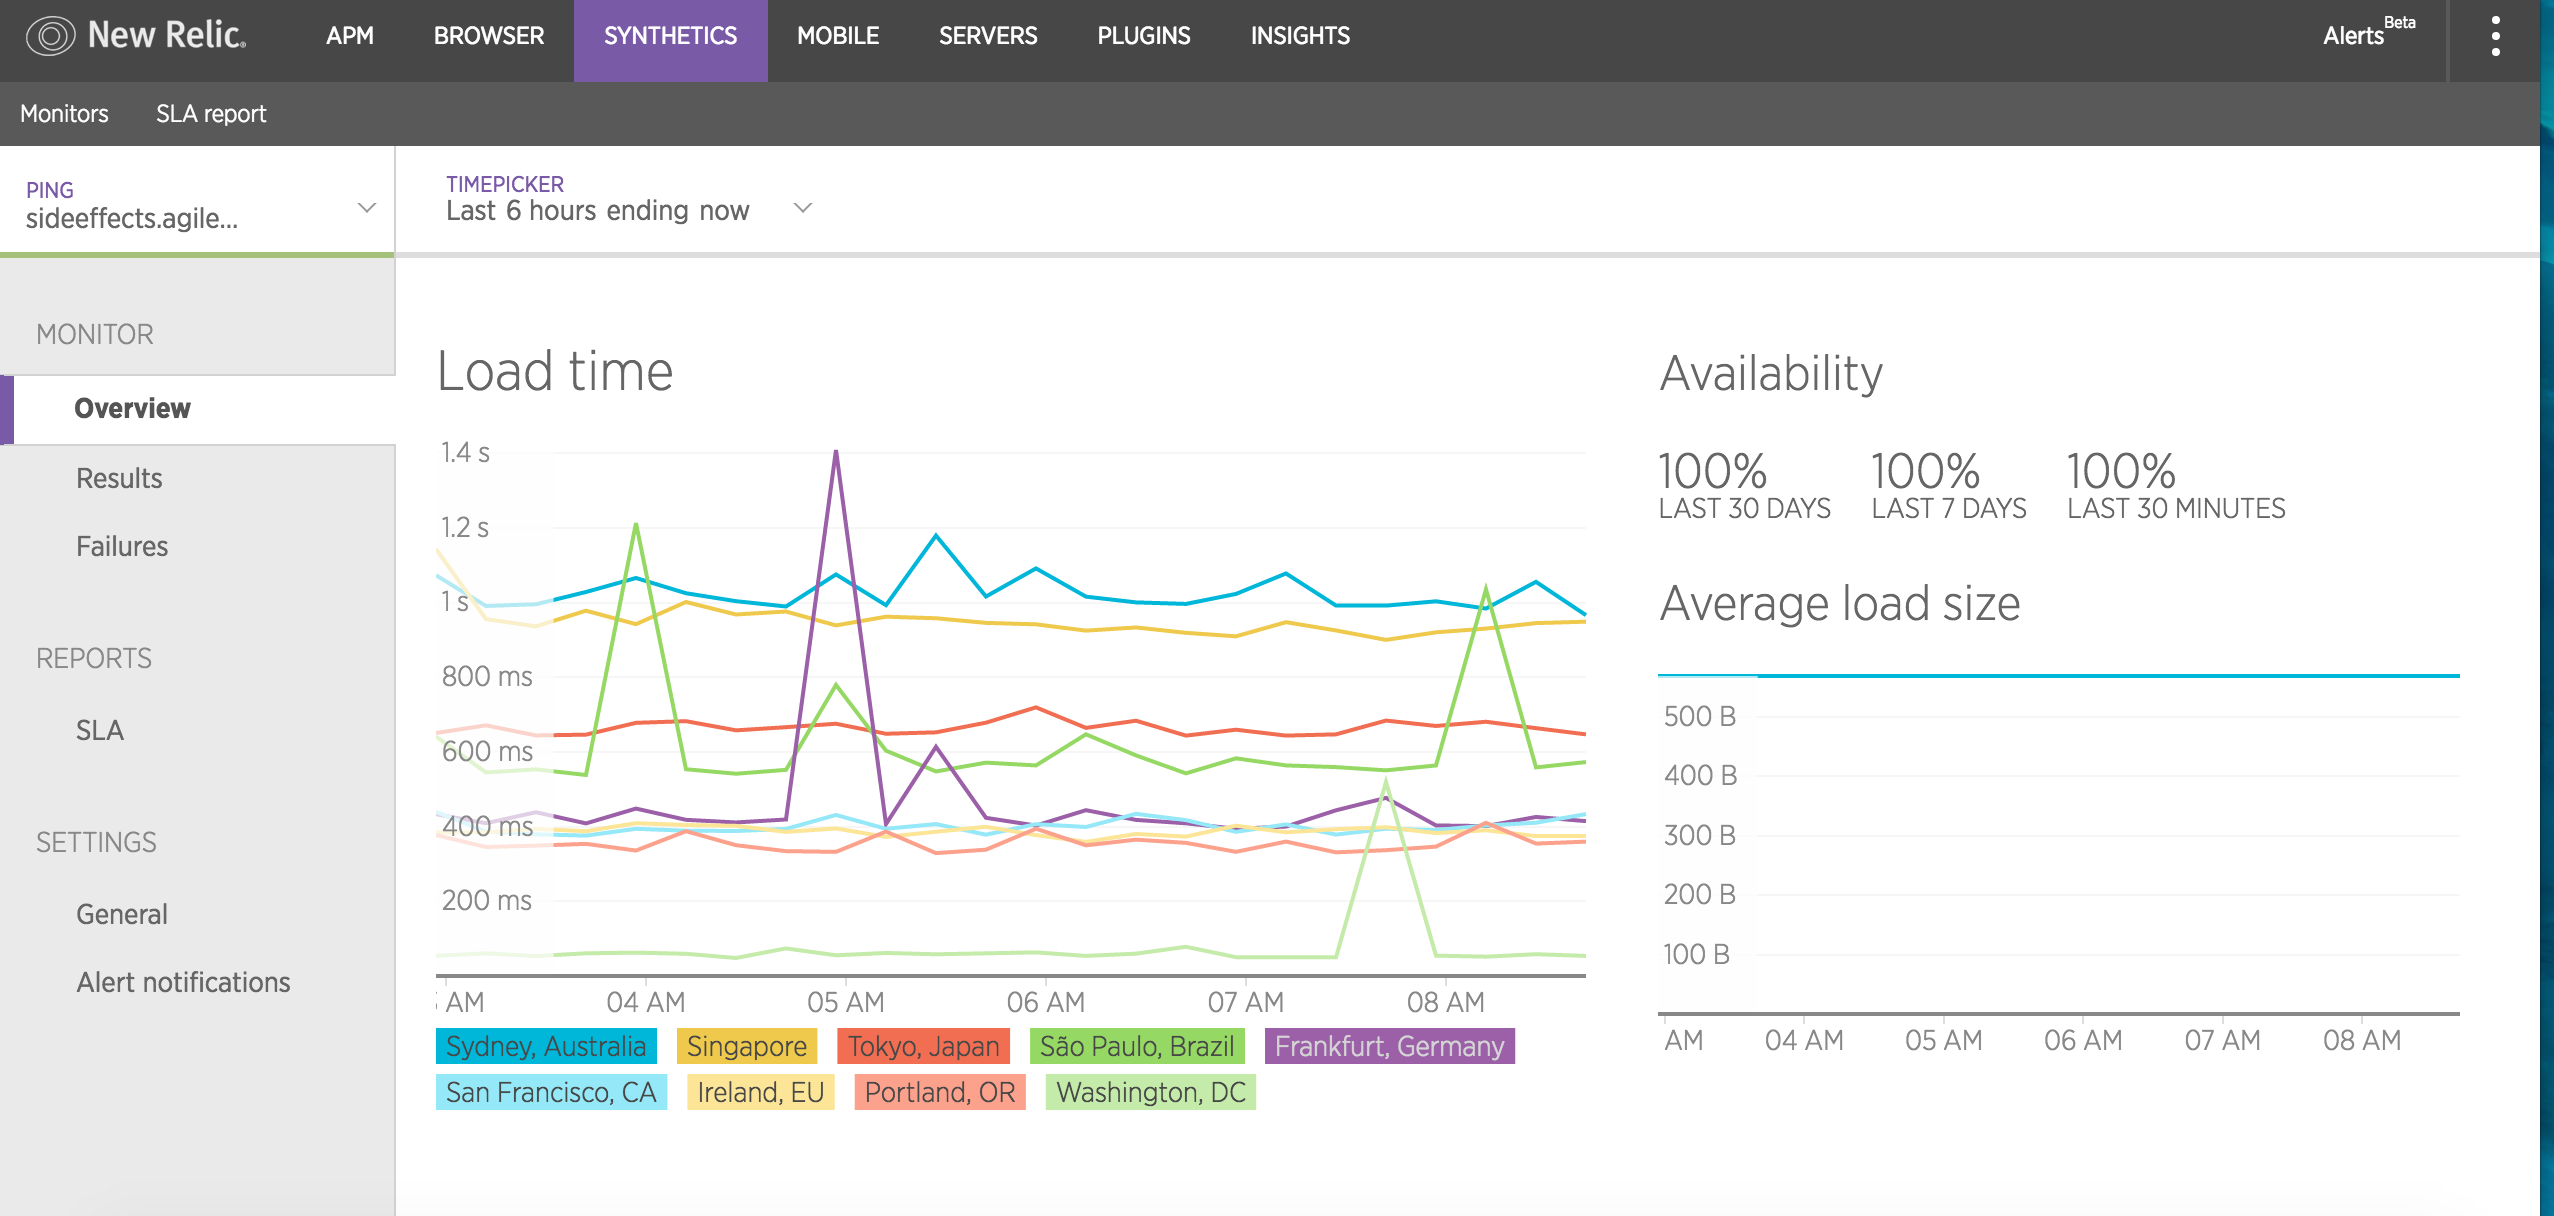 New Relic.
APM BROWSER SYNTHETICS MOBILE SERVERS PLUGINS INSIGHTS Alerts Beta
Monitors SLA report
PING
sideeffects.agile...
TIMEPICKER
Last 6 hours ending now
MONITOR
Overview
Results
Failures
REPORTS
SLA
SETTINGS
General
Alert notifications
Load time
1.4 s
1.2 s
1 s
800 ms
600 ms
400 ms
200 ms
AM 04 AM 05 AM 06 AM 07 AM 08 AM
Sydney, Australia Singapore Tokyo, Japan São Paulo, Brazil Frankfurt, Germany
San Francisco, CA Ireland, EU Portland, OR Washington, DC
Availability
100% 100% 100%
LAST 30 DAYS LAST 7 DAYS LAST 30 MINUTES
Average load size
500 B
400 B
300 B
200 B
100 B
AM 04 AM 05 AM 06 AM 07 AM 08 AM